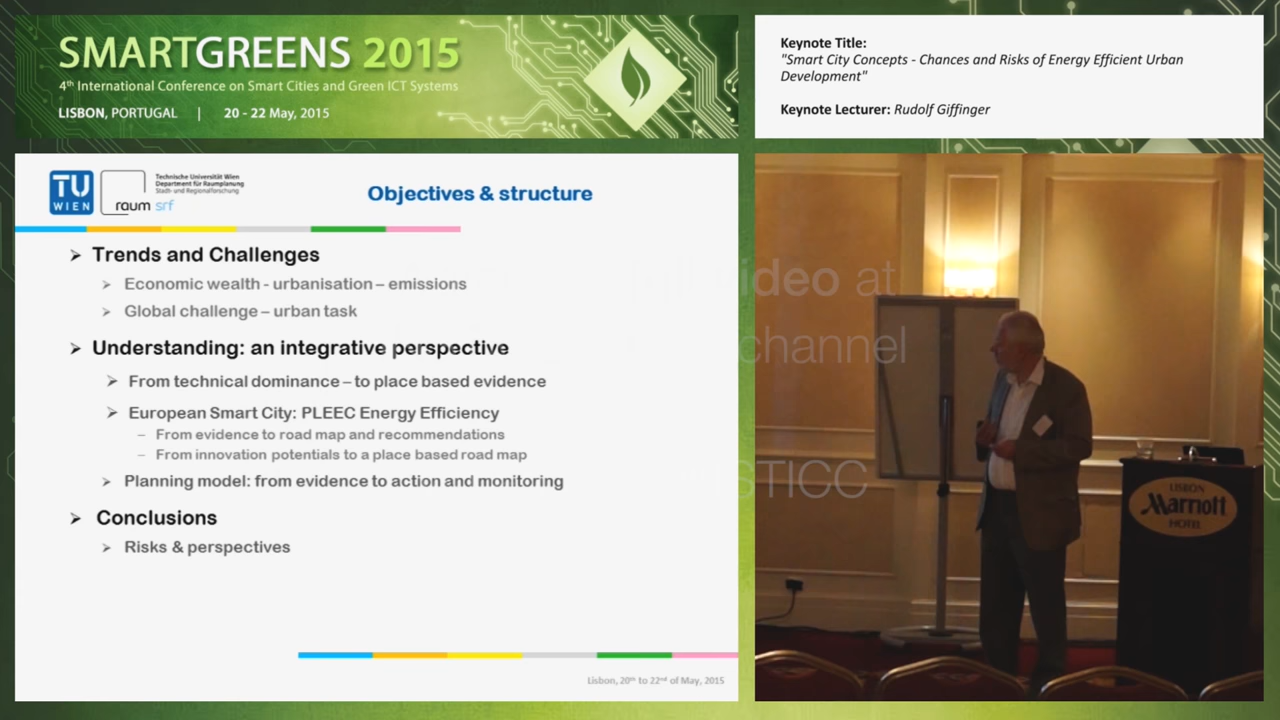 SMARTGREENS 2015
4th International Conference on Smart Cities and Green ICT Systems
LISBON, PORTUGAL | 20 - 22 May, 2015
Keynote Title:
"Smart City Concepts - Chances and Risks of Energy Efficient Urban
Development"
Keynote Lecturer: Rudolf Giffinger
TU
WIEN
raum srf
Technische Universität Wien
Department für Raumplanung
Stadt- und Regionalforschung
Objectives & structure
➢ Trends and Challenges
➢ Economic wealth - urbanisation – emissions
➢ Global challenge – urban task
➢ Understanding: an integrative perspective
➢ From technical dominance – to place based evidence
➢ European Smart City: PLEEC Energy Efficiency
– From evidence to road map and recommendations
– From innovation potentials to a place based road map
➢ Planning model: from evidence to action and monitoring
➢ Conclusions
➢ Risks & perspectives
Lisbon, 20th to 22nd of May, 2015
video at
channel
LISBON
Marriott
HOTEL